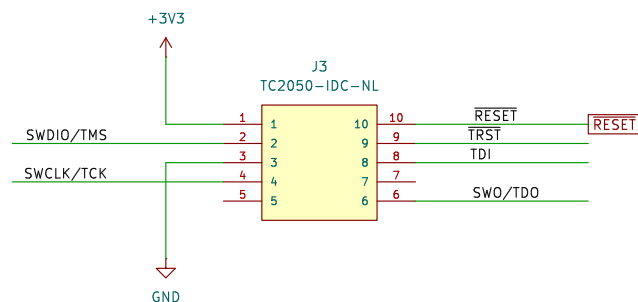 +3V3
J3
TC2050-IDC-NL
1 1 10 10 RESET RESET
SWDIO/TMS 2 2 9 9 TRST
3 3 8 8 TDI
SWCLK/TCK 4 4 7 7
5 5 6 6 SWO/TDO
GND